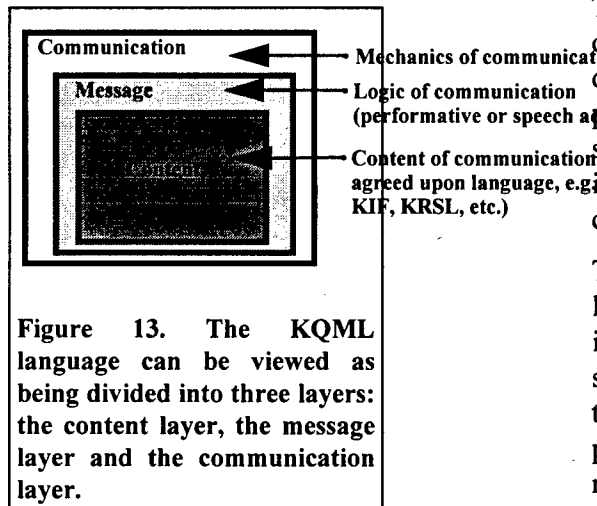 Communication
Mechanics of communicat
Message
Logic of communication
(performative or speech a
Content
Content of communication
agreed upon language, e.g.
KIF, KRSL, etc.)
Figure 13. The KQML
language can be viewed as
being divided into three layers:
the content layer, the message
layer and the communication
layer.